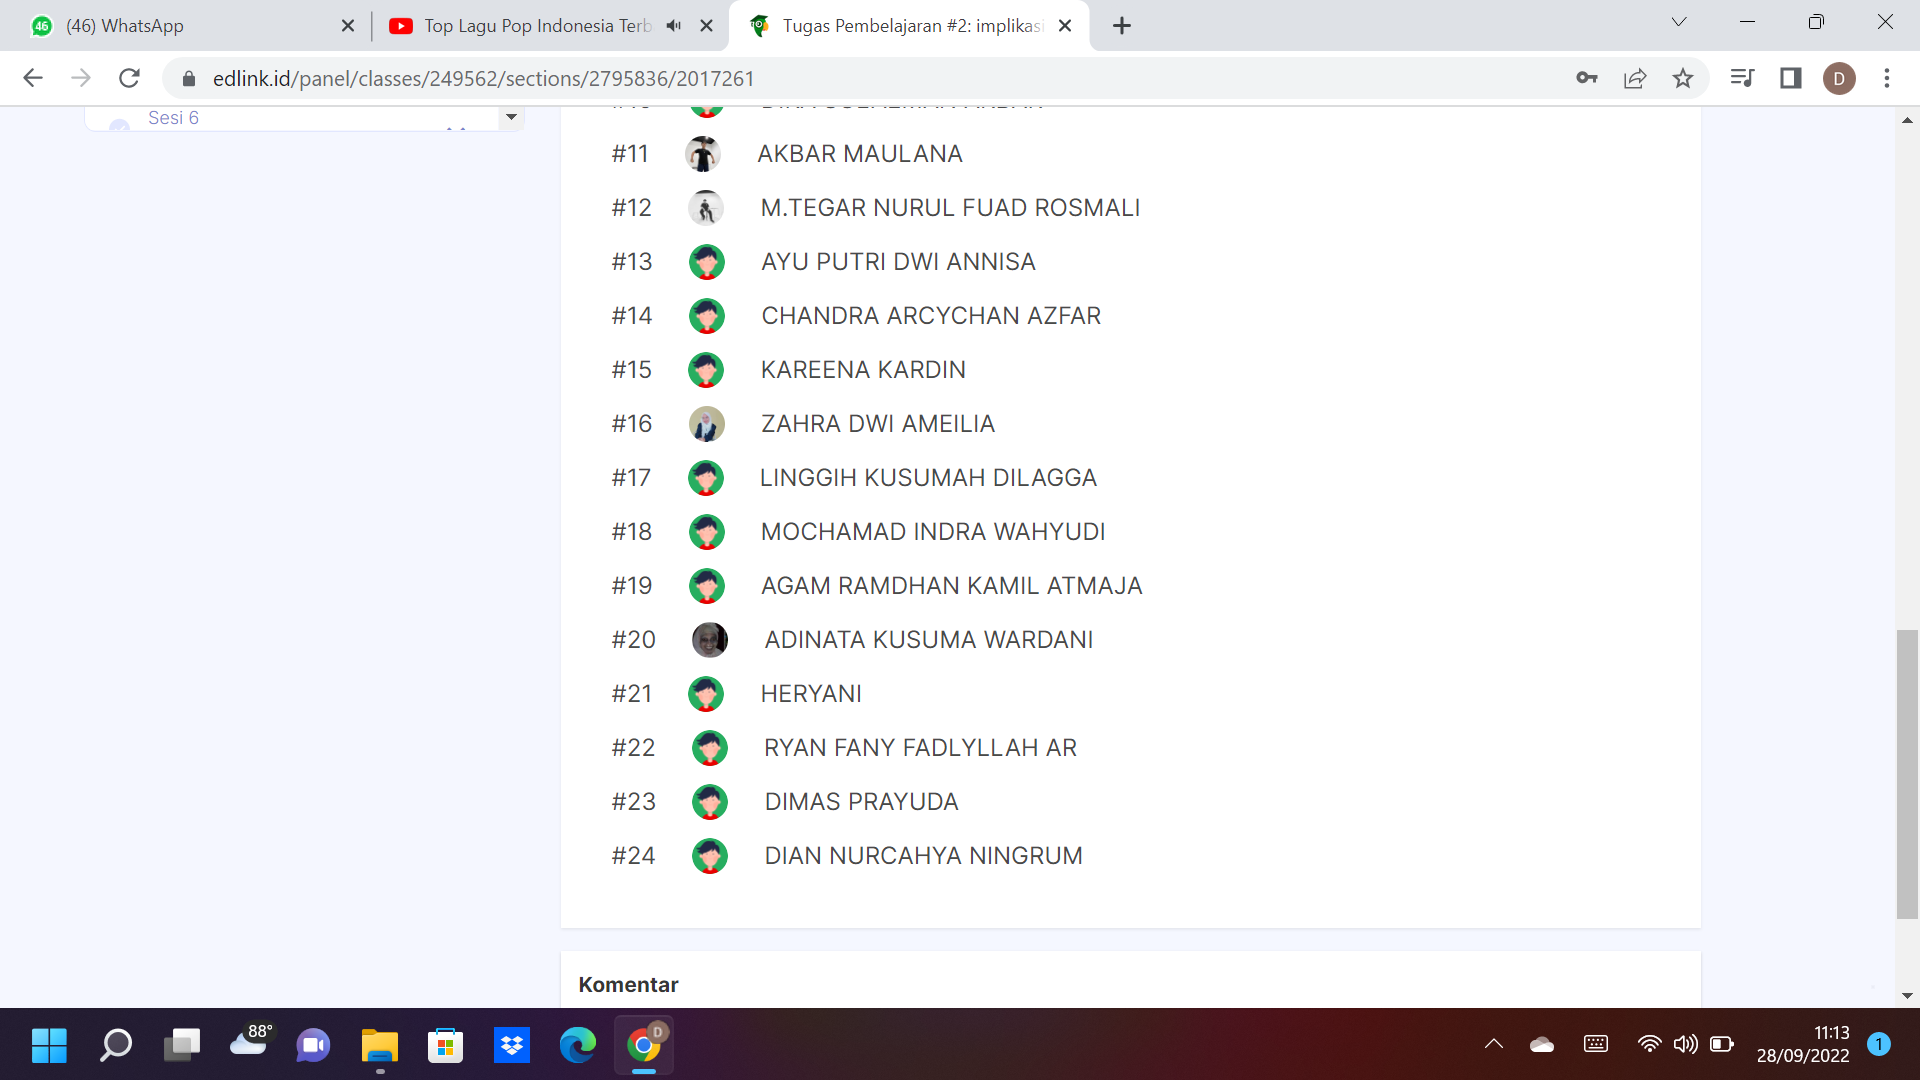 46 (46) WhatsApp
Top Lagu Pop Indonesia Terb
Tugas Pembelajaran #2: implikasi
edlink.id/panel/classes/249562/sections/2795836/2017261
D
Sesi 6
#11 AKBAR MAULANA
#12 M.TEGAR NURUL FUAD ROSMALI
#13 AYU PUTRI DWI ANNISA
#14 CHANDRA ARCYCHAN AZFAR
#15 KAREENA KARDIN
#16 ZAHRA DWI AMEILIA
#17 LINGGIH KUSUMAH DILAGGA
#18 MOCHAMAD INDRA WAHYUDI
#19 AGAM RAMDHAN KAMIL ATMAJA
#20 ADINATA KUSUMA WARDANI
#21 HERYANI
#22 RYAN FANY FADLYLLAH AR
#23 DIMAS PRAYUDA
#24 DIAN NURCAHYA NINGRUM
Komentar
88°
D
11:13
28/09/2022
1